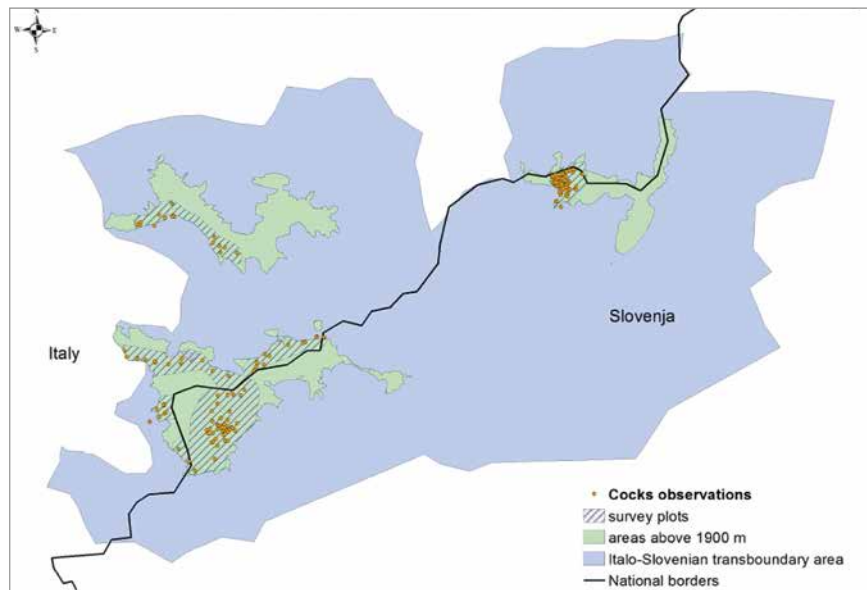 N
W E
S
Slovenja
Italy
Cocks observations
survey plots
areas above 1900 m
Italo-Slovenian transboundary area
National borders